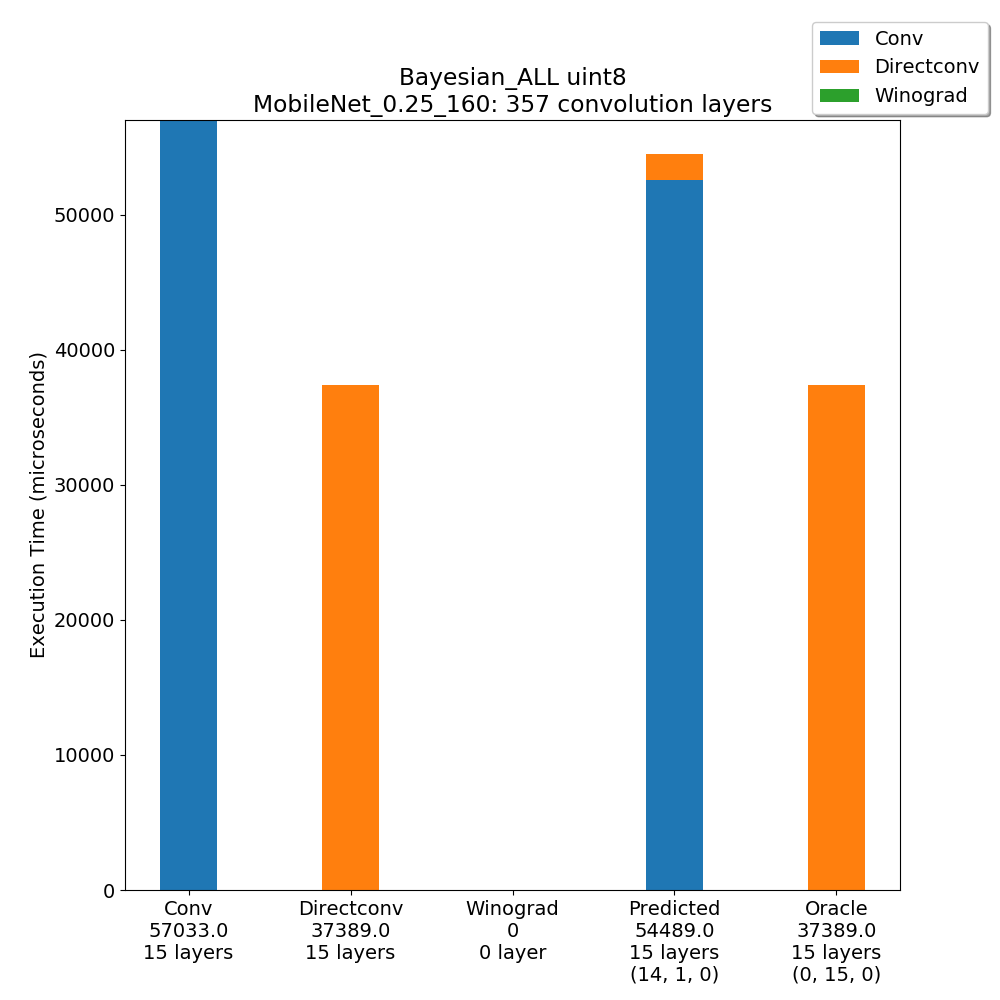 Conv
Directconv
Winograd
Bayesian_ALL uint8
MobileNet_0.25_160: 357 convolution layers
Execution Time (microseconds)
50000
40000
30000
20000
10000
0
Conv
57033.0
15 layers
Directconv
37389.0
15 layers
Winograd
0
0 layer
Predicted
54489.0
15 layers
(14, 1, 0)
Oracle
37389.0
15 layers
(0, 15, 0)